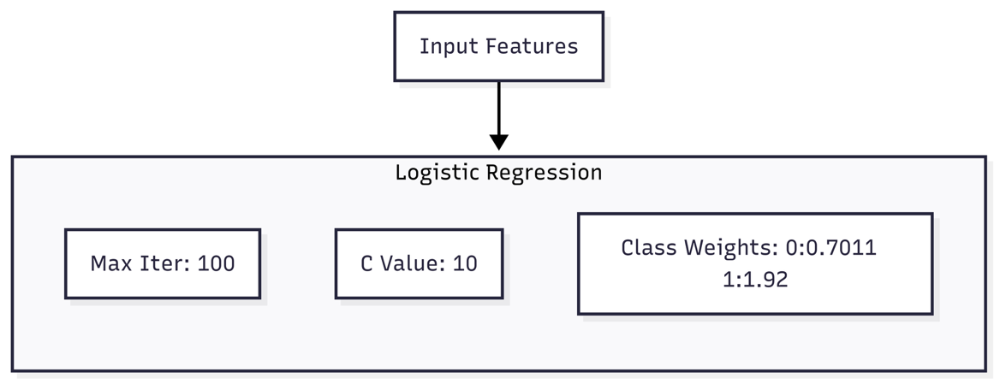 Input Features
Logistic Regression
Max Iter: 100
C Value: 10
Class Weights: 0:0.7011
1:1.92